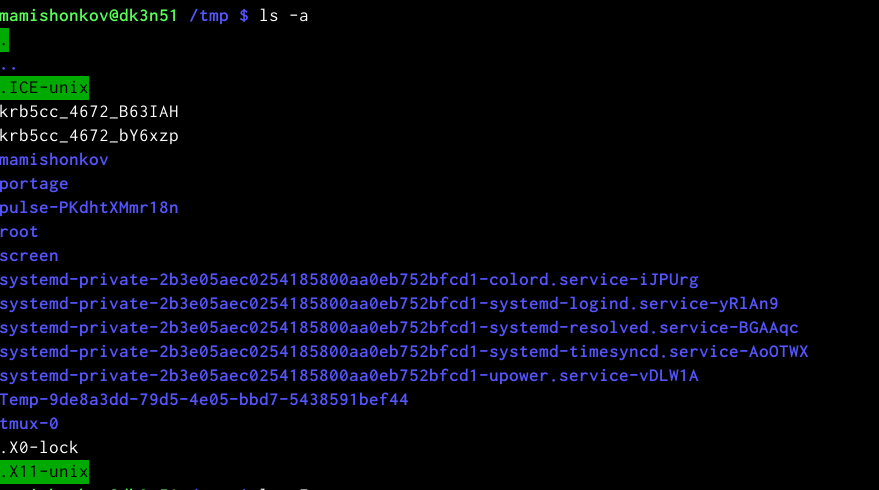 mamishonkov@dk3n51 /tmp $ ls -a
.
..
.ICE-unix
krb5cc_4672_B63IAH
krb5cc_4672_bY6xzp
mamishonkov
portage
pulse-PKdhtXMmr18n
root
screen
systemd-private-2b3e05aec0254185800aa0eb752bfcd1-colord.service-iJPUrg
systemd-private-2b3e05aec0254185800aa0eb752bfcd1-systemd-logind.service-yRlAn9
systemd-private-2b3e05aec0254185800aa0eb752bfcd1-systemd-resolved.service-BGAAqc
systemd-private-2b3e05aec0254185800aa0eb752bfcd1-systemd-timesyncd.service-AoOTWX
systemd-private-2b3e05aec0254185800aa0eb752bfcd1-upower.service-vDLW1A
Temp-9de8a3dd-79d5-4e05-bbd7-5438591bef44
tmux-0
.X0-lock
.X11-unix